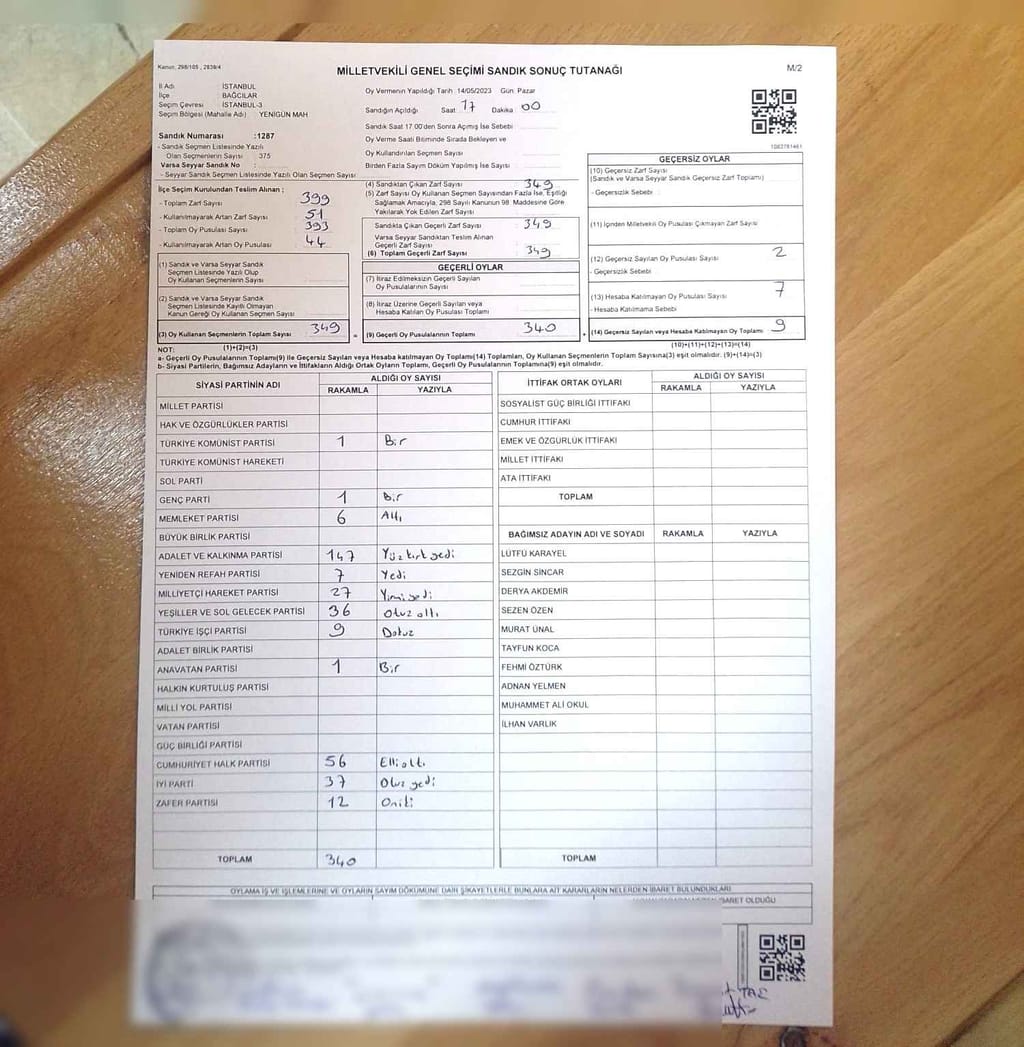 Kanun: 298/105 , 2839/4
MİLLETVEKİLİ GENEL SEÇİMİ SANDIK SONUÇ TUTANAĞI
M/2
İl Adı : İSTANBUL
İlçe : BAĞCILAR
Seçim Çevresi : İSTANBUL-3
Seçim Bölgesi (Mahalle Adı) : YENİGÜN MAH
Sandık Numarası :1287
- Sandık Seçmen Listesinde Yazılı
Olan Seçmenlerin Sayısı : 375
Varsa Seyyar Sandık No :
- Seyyar Sandık Seçmen Listesinde Yazılı Olan Seçmen Sayısı
Oy Vermenin Yapıldığı Tarih :14/05/2023 Gün: Pazar
Sandığın Açıldığı Saat: 17 Dakika: 00
Sandık Saat 17.00'den Sonra Açmış İse Sebebi
Oy Verme Saati Bitiminde Sırada Bekleyen ve
Oy Kullandırılan Seçmen Sayısı
Birden Fazla Sayım Döküm Yapılmış İse Sayısı
1082781461
İlçe Seçim Kurulundan Teslim Alınan ;
- Toplam Zarf Sayısı : 399
- Kullanılmayarak Artan Zarf Sayısı : 51
- Toplam Oy Pusulası Sayısı : 393
- Kullanılmayarak Artan Oy Pusulası : 44
(1) Sandık ve Varsa Seyyar Sandık
Seçmen Listesinde Yazılı Olup
Oy Kullanan Seçmenlerin Sayısı
(2) Sandık ve Varsa Seyyar Sandık
Seçmen Listesinde Kayıtlı Olmayan
Kanun Gereği Oy Kullanan Seçmen Sayısı
(3) Oy Kullanan Seçmenlerin Toplam Sayısı 349
(1)+(2)=(3)
(4) Sandıktan Çıkan Zarf Sayısı 349
(5) Zarf Sayısı Oy Kullanan Seçmen Sayısından Fazla İse, Eşitliği
Sağlamak Amacıyla, 298 Sayılı Kanunun 98. Maddesine Göre
Yakılarak Yok Edilen Zarf Sayısı
Sandıkta Çıkan Geçerli Zarf Sayısı : 349
Varsa Seyyar Sandıktan Teslim Alınan
Geçerli Zarf Sayısı
(6) Toplam Geçerli Zarf Sayısı 349
GEÇERLİ OYLAR
(7) İtiraz Edilmeksizin Geçerli Sayılan
Oy Pusulalarının Sayısı
(8) İtiraz Üzerine Geçerli Sayılan veya
Hesaba Katılan Oy Pusulası Toplamı
= (9) Geçerli Oy Pusulalarının Toplamı 340
GEÇERSİZ OYLAR
(10) Geçersiz Zarf Sayısı
(Sandık ve Varsa Seyyar Sandık Geçersiz Zarf Toplamı)
- Geçersizlik Sebebi
(11) İçinden Milletvekili Oy Pusulası Çıkmayan Zarf Sayısı
(12) Geçersiz Sayılan Oy Pusulası Sayısı 2
- Geçersizlik Sebebi
(13) Hesaba Katılmayan Oy Pusulası Sayısı 7
- Hesaba Katılmama Sebebi
+ (14) Geçersiz Sayılan veya Hesaba Katılmayan Oy Toplamı 9
(10)+(11)+(12)+(13)=(14)
NOT:
a- Geçerli Oy Pusulalarının Toplamı(9) ile Geçersiz Sayılan veya Hesaba katılmayan Oy Toplamı(14) Toplamları, Oy Kullanan Seçmenlerin Toplam Sayısına(3) eşit olmalıdır. (9)+(14)=(3)
b- Siyasi Partilerin, Bağımsız Adayların ve İttifakların Aldığı Ortak Oyların Toplamı, Geçerli Oy Pusulalarının Toplamına(9) eşit olmalıdır.
SİYASİ PARTİNİN ADI ALDIĞI OY SAYISI
RAKAMLA YAZIYLA
MİLLET PARTİSİ
HAK VE ÖZGÜRLÜKLER PARTİSİ
TÜRKİYE KOMÜNİST PARTİSİ 1 Bir
TÜRKİYE KOMÜNİST HAREKETİ
SOL PARTİ
GENÇ PARTİ 1 Bir
MEMLEKET PARTİSİ 6 Altı
BÜYÜK BİRLİK PARTİSİ
ADALET VE KALKINMA PARTİSİ 147 Yüzkırkyedi
YENİDEN REFAH PARTİSİ 7 Yedi
MİLLİYETÇİ HAREKET PARTİSİ 27 Yirmiyedi
YEŞİLLER VE SOL GELECEK PARTİSİ 36 Otuz altı
TÜRKİYE İŞÇİ PARTİSİ 9 Dokuz
ADALET BİRLİK PARTİSİ
ANAVATAN PARTİSİ 1 Bir
HALKIN KURTULUŞ PARTİSİ
MİLLİ YOL PARTİSİ
VATAN PARTİSİ
GÜÇ BİRLİĞİ PARTİSİ
CUMHURİYET HALK PARTİSİ 56 Elli altı
İYİ PARTİ 37 Otuz yedi
ZAFER PARTİSİ 12 Oniki
TOPLAM 340
İTTİFAK ORTAK OYLARI ALDIĞI OY SAYISI
RAKAMLA YAZIYLA
SOSYALİST GÜÇ BİRLİĞİ İTTİFAKI
CUMHUR İTTİFAKI
EMEK VE ÖZGÜRLÜK İTTİFAKI
MİLLET İTTİFAKI
ATA İTTİFAKI
TOPLAM
BAĞIMSIZ ADAYIN ADI VE SOYADI RAKAMLA YAZIYLA
LÜTFÜ KARAYEL
SEZGİN SİNCAR
DERYA AKDEMİR
SEZEN ÖZEN
MURAT ÜNAL
TAYFUN KOCA
FEHMİ ÖZTÜRK
ADNAN YELMEN
MUHAMMET ALİ OKUL
İLHAN VARLIK
TOPLAM
OYLAMA İŞ VE İŞLEMLERİNE VE OYLARIN SAYIM DÖKÜMÜNE DAİR ŞİKAYETLERLE BUNLARA AİT KARARLARIN NELERDEN İBARET BULUNDUKLARI
İBARET OLDUĞU